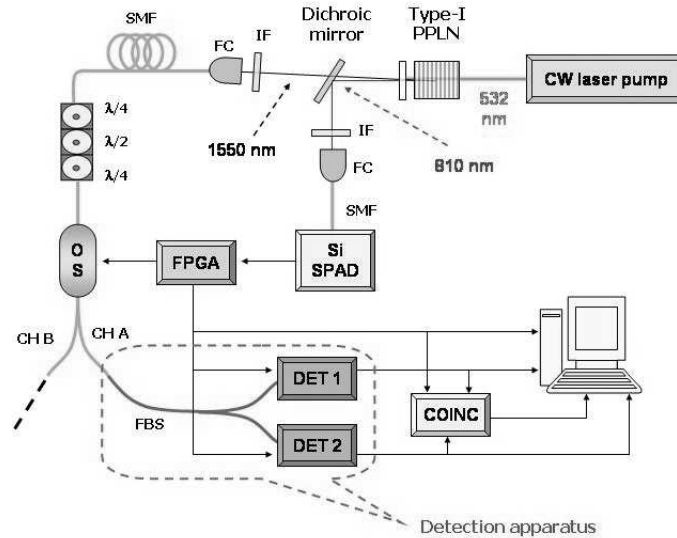 SMF
FC
IF
Dichroic
mirror
Type-I
PPLN
CW laser pump
532
nm
1550 nm
810 nm
IF
FC
SMF
λ/4
λ/2
λ/4
O
S
FPGA
Si
SPAD
CH B
CH A
FBS
DET 1
DET 2
COINC
Detection apparatus